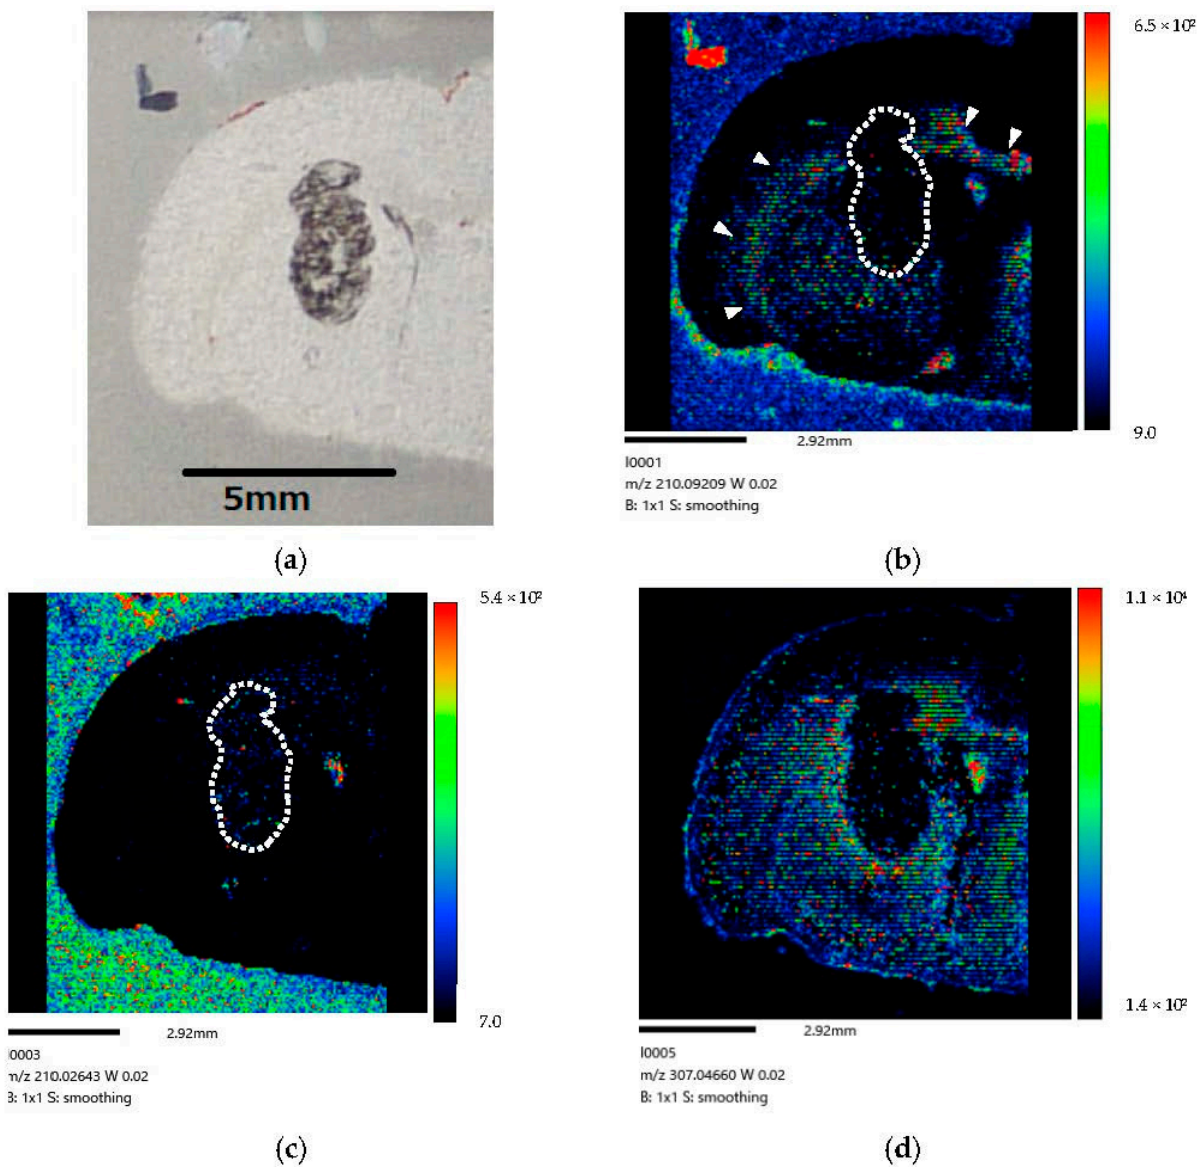 5mm
(a)
6.5 × 10²
9.0
2.92mm
I0001
m/z 210.09209 W 0.02
B: 1x1 S: smoothing
(b)
5.4 × 10²
7.0
2.92mm
I0003
m/z 210.02643 W 0.02
B: 1x1 S: smoothing
(c)
1.1 × 10⁴
1.4 × 10²
2.92mm
I0005
m/z 307.04660 W 0.02
B: 1x1 S: smoothing
(d)